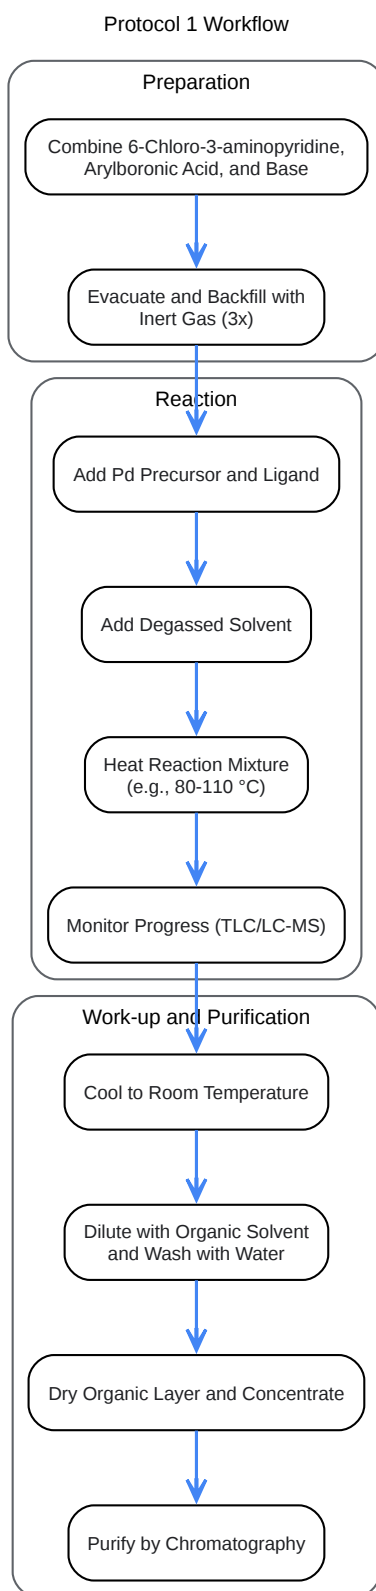 Protocol 1 Workflow
Preparation
Combine 6-Chloro-3-aminopyridine,
Arylboronic Acid, and Base
Evacuate and Backfill with
Inert Gas (3x)
Reaction
Add Pd Precursor and Ligand
Add Degassed Solvent
Heat Reaction Mixture
(e.g., 80-110 °C)
Monitor Progress (TLC/LC-MS)
Work-up and Purification
Cool to Room Temperature
Dilute with Organic Solvent
and Wash with Water
Dry Organic Layer and Concentrate
Purify by Chromatography